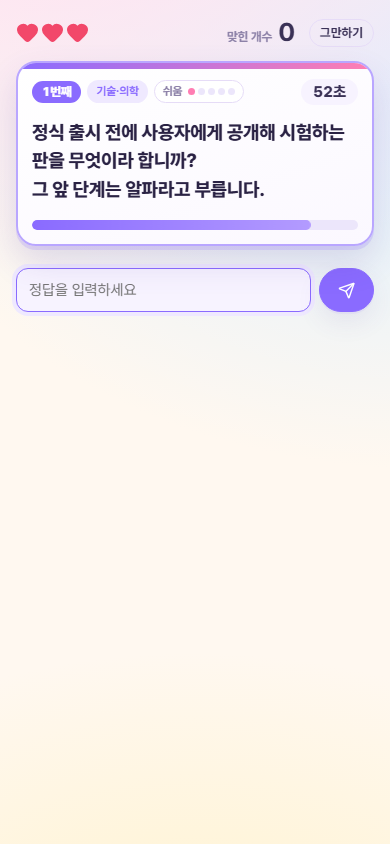 맞힌 개수 0 그만하기
1번째 기술·의학 쉬움 52초
정식 출시 전에 사용자에게 공개해 시험하는
판을 무엇이라 합니까?
그 앞 단계는 알파라고 부릅니다.
정답을 입력하세요